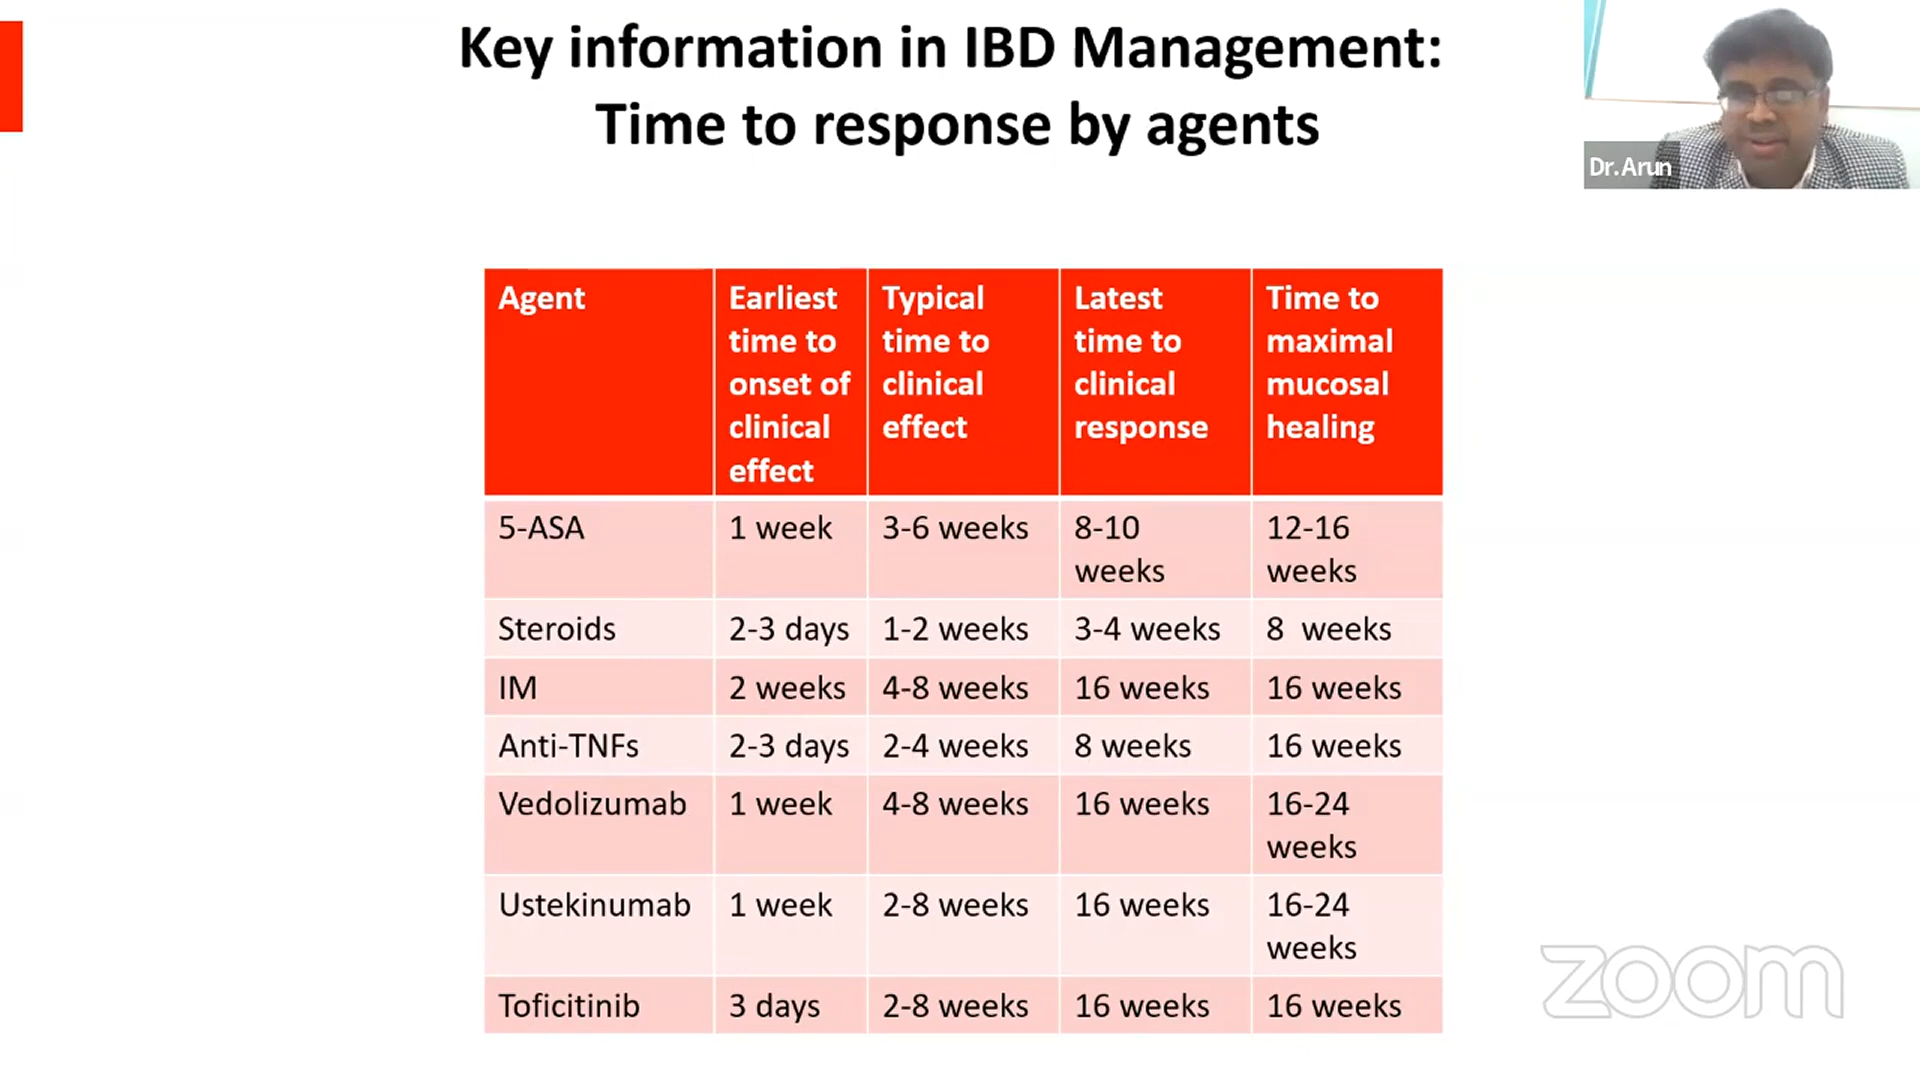 Key information in IBD Management:
Time to response by agents
Dr. Arun
Agent
Earliest
time to
onset of
clinical
effect
Typical
time to
clinical
effect
Latest
time to
clinical
response
Time to
maximal
mucosal
healing
5-ASA
1 week
3-6 weeks
8-10
weeks
12-16
weeks
Steroids
2-3 days
1-2 weeks
3-4 weeks
8 weeks
IM
2 weeks
4-8 weeks
16 weeks
16 weeks
Anti-TNFs
2-3 days
2-4 weeks
8 weeks
16 weeks
Vedolizumab
1 week
4-8 weeks
16 weeks
16-24
weeks
Ustekinumab
1 week
2-8 weeks
16 weeks
16-24
weeks
Toficitinib
3 days
2-8 weeks
16 weeks
16 weeks
zoom